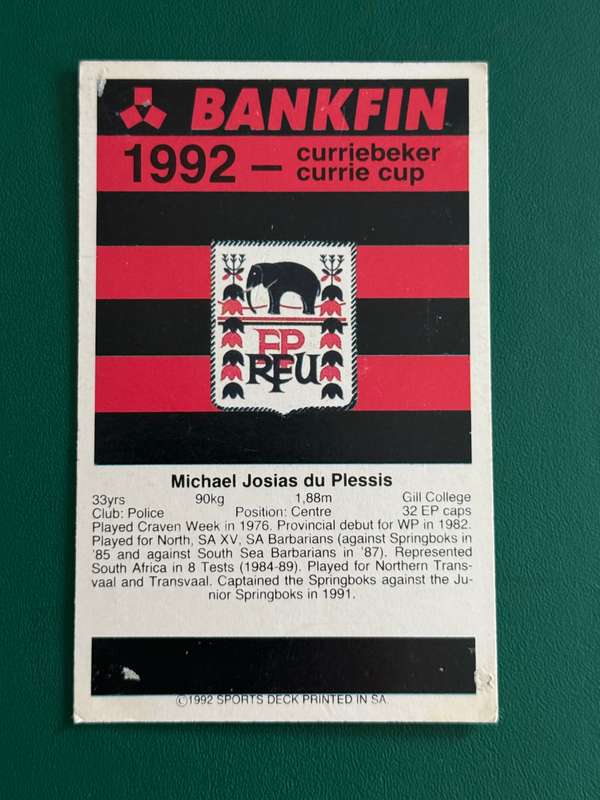 BANKFIN
1992 – curriebeker
currie cup
EP
RFU
Michael Josias du Plessis
33yrs 90kg 1,88m Gill College
Club: Police Position: Centre 32 EP caps
Played Craven Week in 1976. Provincial debut for WP in 1982.
Played for North, SA XV, SA Barbarians (against Springboks in
'85 and against South Sea Barbarians in '87). Represented
South Africa in 8 Tests (1984-89). Played for Northern Trans-
vaal and Transvaal. Captained the Springboks against the Ju-
nior Springboks in 1991.
©1992 SPORTS DECK PRINTED IN SA